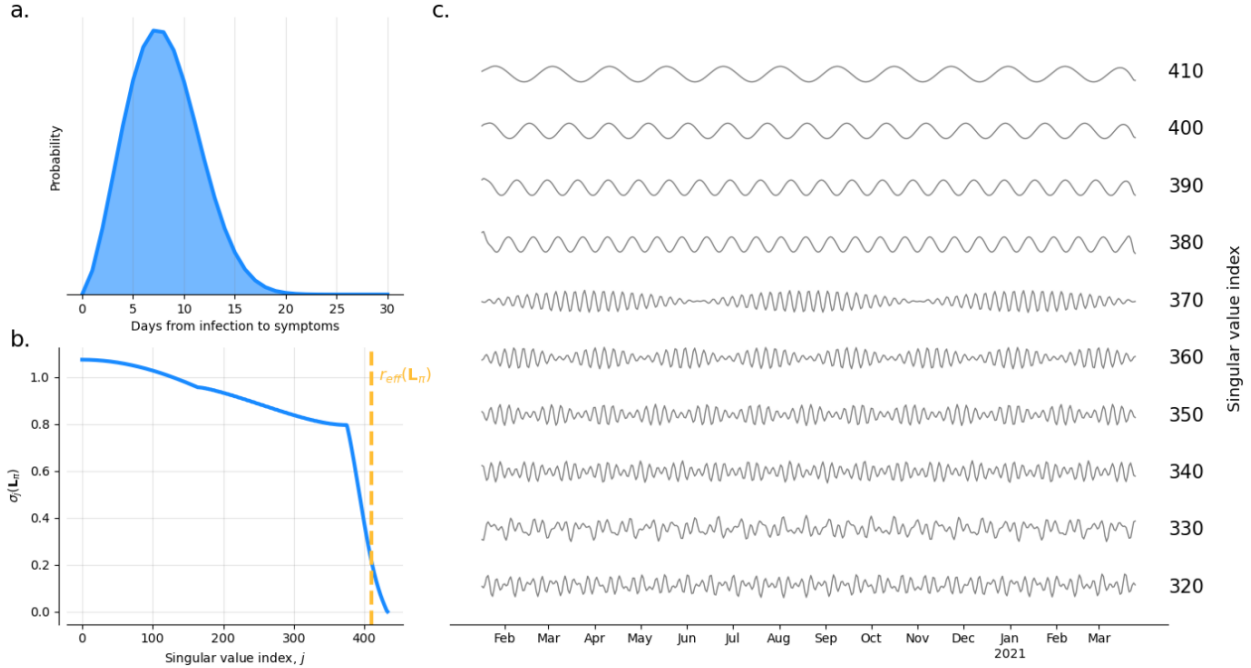 a.
Probability
0 5 10 15 20 25 30
Days from infection to symptoms
b.
1.0
0.8
0.6
0.4
0.2
0.0
σⱼ(L_π)
r_eff(L_π)
0 100 200 300 400
Singular value index, j
c.
410
400
390
380
370
360
350
340
330
320
Singular value index
Feb Mar Apr May Jun Jul Aug Sep Oct Nov Dec Jan Feb Mar
2021